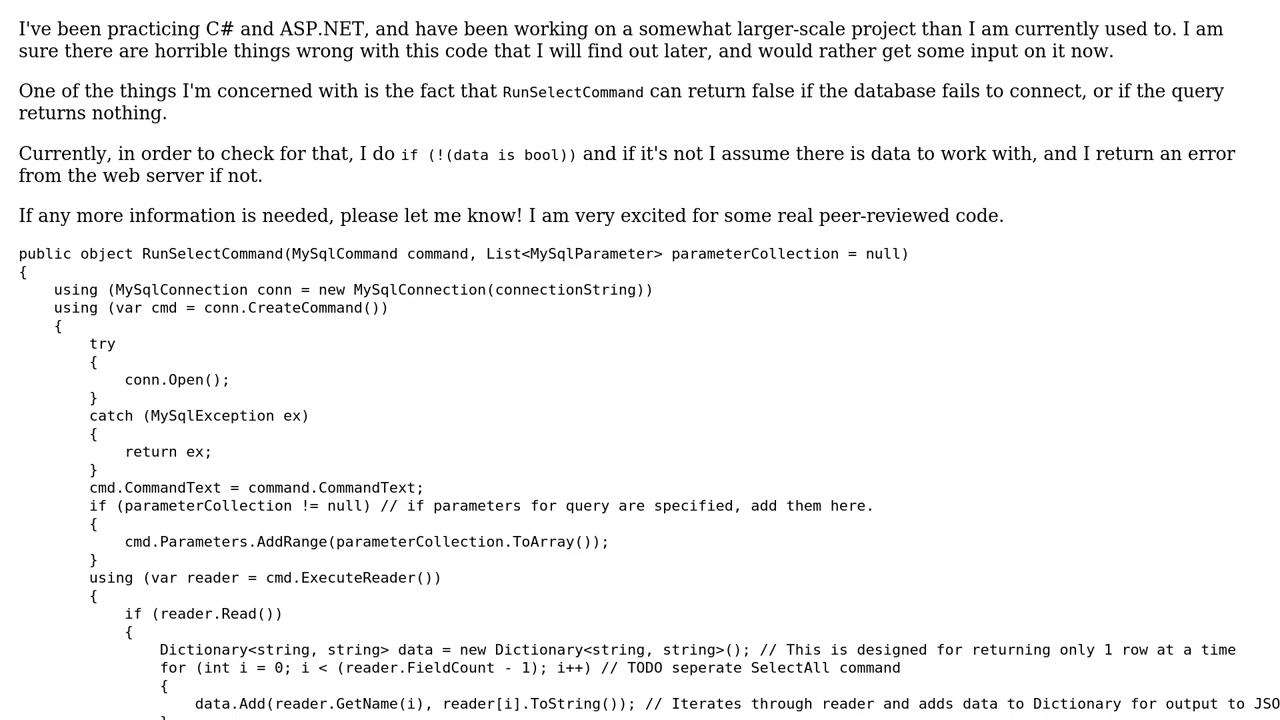 I've been practicing C# and ASP.NET, and have been working on a somewhat larger-scale project than I am currently used to. I am
sure there are horrible things wrong with this code that I will find out later, and would rather get some input on it now.
One of the things I'm concerned with is the fact that RunSelectCommand can return false if the database fails to connect, or if the query
returns nothing.
Currently, in order to check for that, I do if (!(data is bool)) and if it's not I assume there is data to work with, and I return an error
from the web server if not.
If any more information is needed, please let me know! I am very excited for some real peer-reviewed code.
public object RunSelectCommand(MySqlCommand command, List<MySqlParameter> parameterCollection = null)
{
    using (MySqlConnection conn = new MySqlConnection(connectionString))
    using (var cmd = conn.CreateCommand())
    {
        try
        {
            conn.Open();
        }
        catch (MySqlException ex)
        {
            return ex;
        }
        cmd.CommandText = command.CommandText;
        if (parameterCollection != null) // if parameters for query are specified, add them here.
        {
            cmd.Parameters.AddRange(parameterCollection.ToArray());
        }
        using (var reader = cmd.ExecuteReader())
        {
            if (reader.Read())
            {
                Dictionary<string, string> data = new Dictionary<string, string>(); // This is designed for returning only 1 row at a time
                for (int i = 0; i < (reader.FieldCount - 1); i++) // TODO seperate SelectAll command
                {
                    data.Add(reader.GetName(i), reader[i].ToString()); // Iterates through reader and adds data to Dictionary for output to JSO